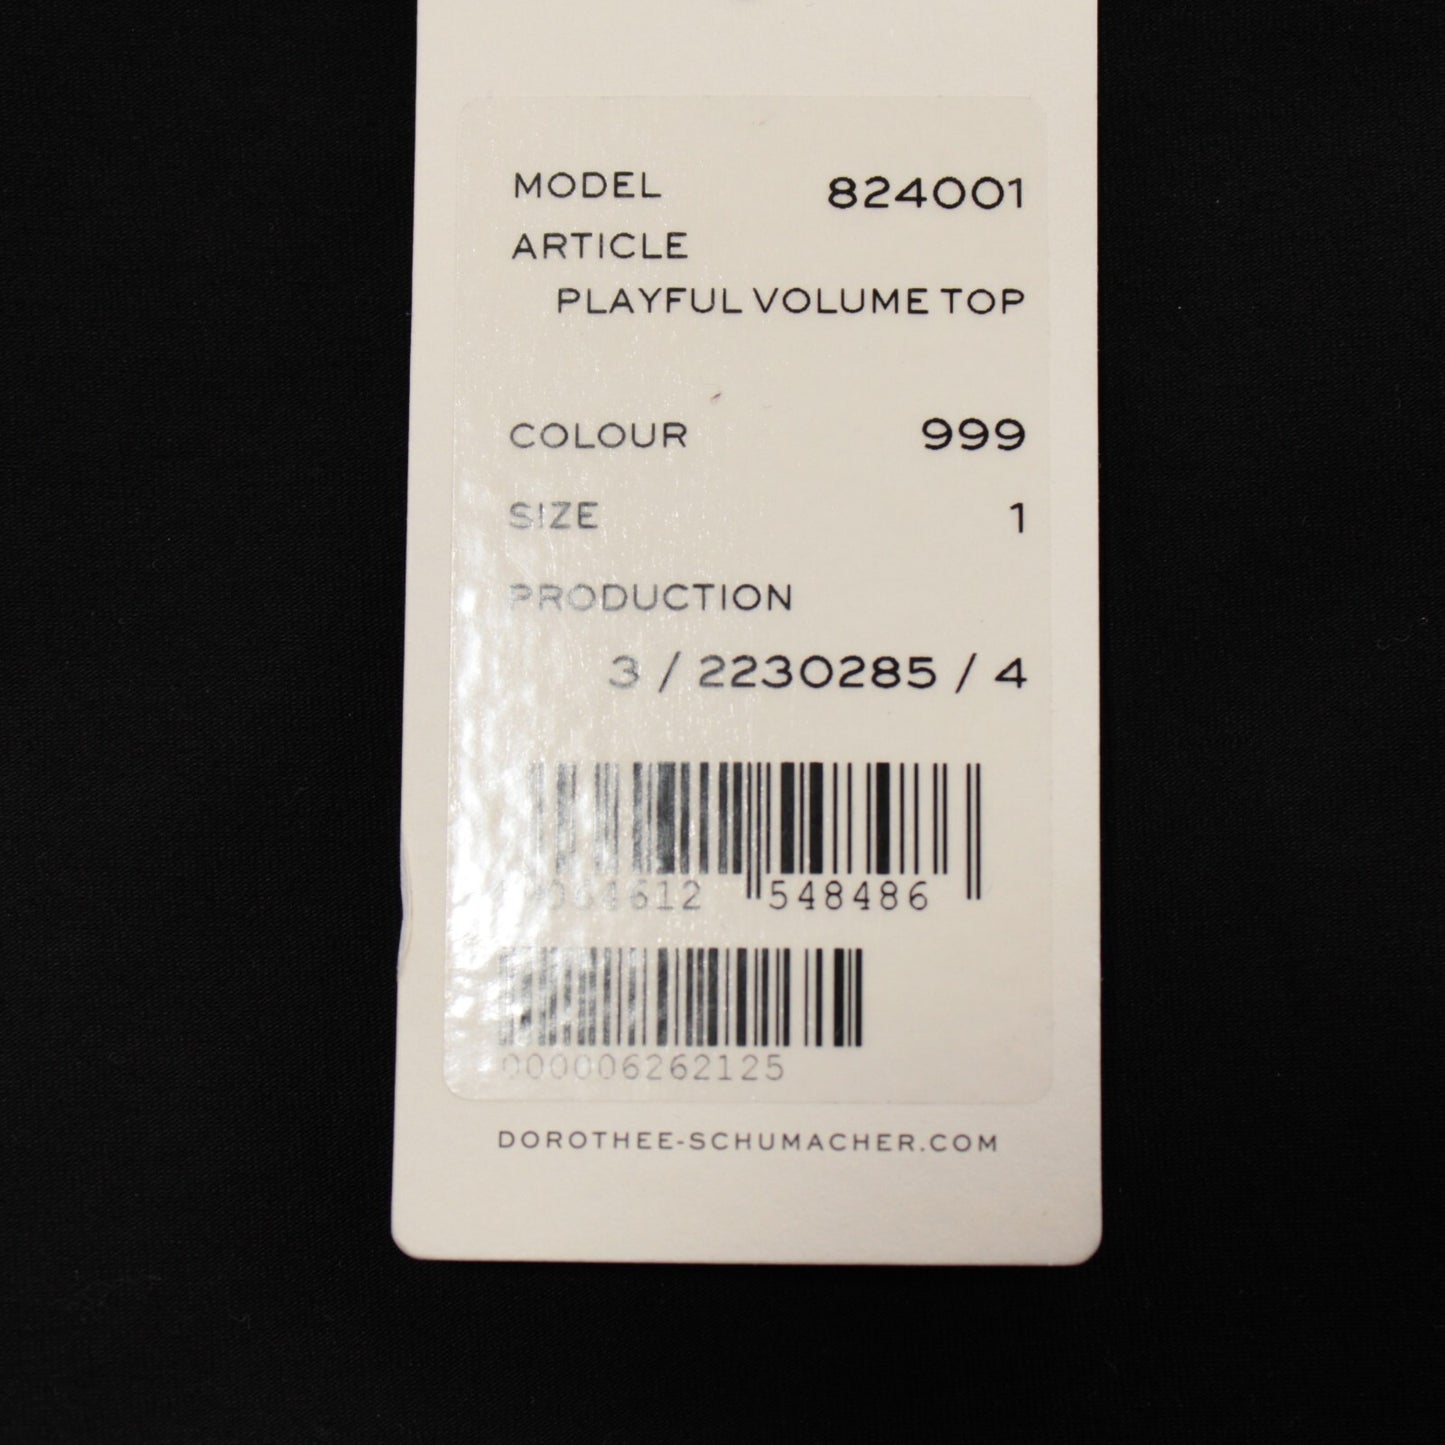 MODEL 824001
ARTICLE
PLAYFUL VOLUME TOP
COLOUR 999
SIZE 1
PRODUCTION
3 / 2230285 / 4
548486
000006262125
DOROTHEE-SCHUMACHER.COM